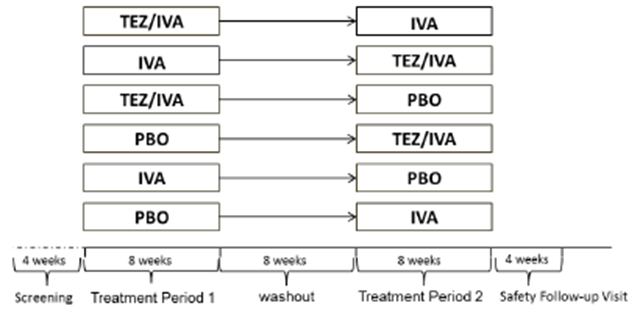 TEZ/IVA IVA
IVA TEZ/IVA
TEZ/IVA PBO
PBO TEZ/IVA
IVA PBO
PBO IVA
4 weeks 8 weeks 8 weeks 8 weeks 4 weeks
Screening Treatment Period 1 washout Treatment Period 2 Safety Follow-up Visit